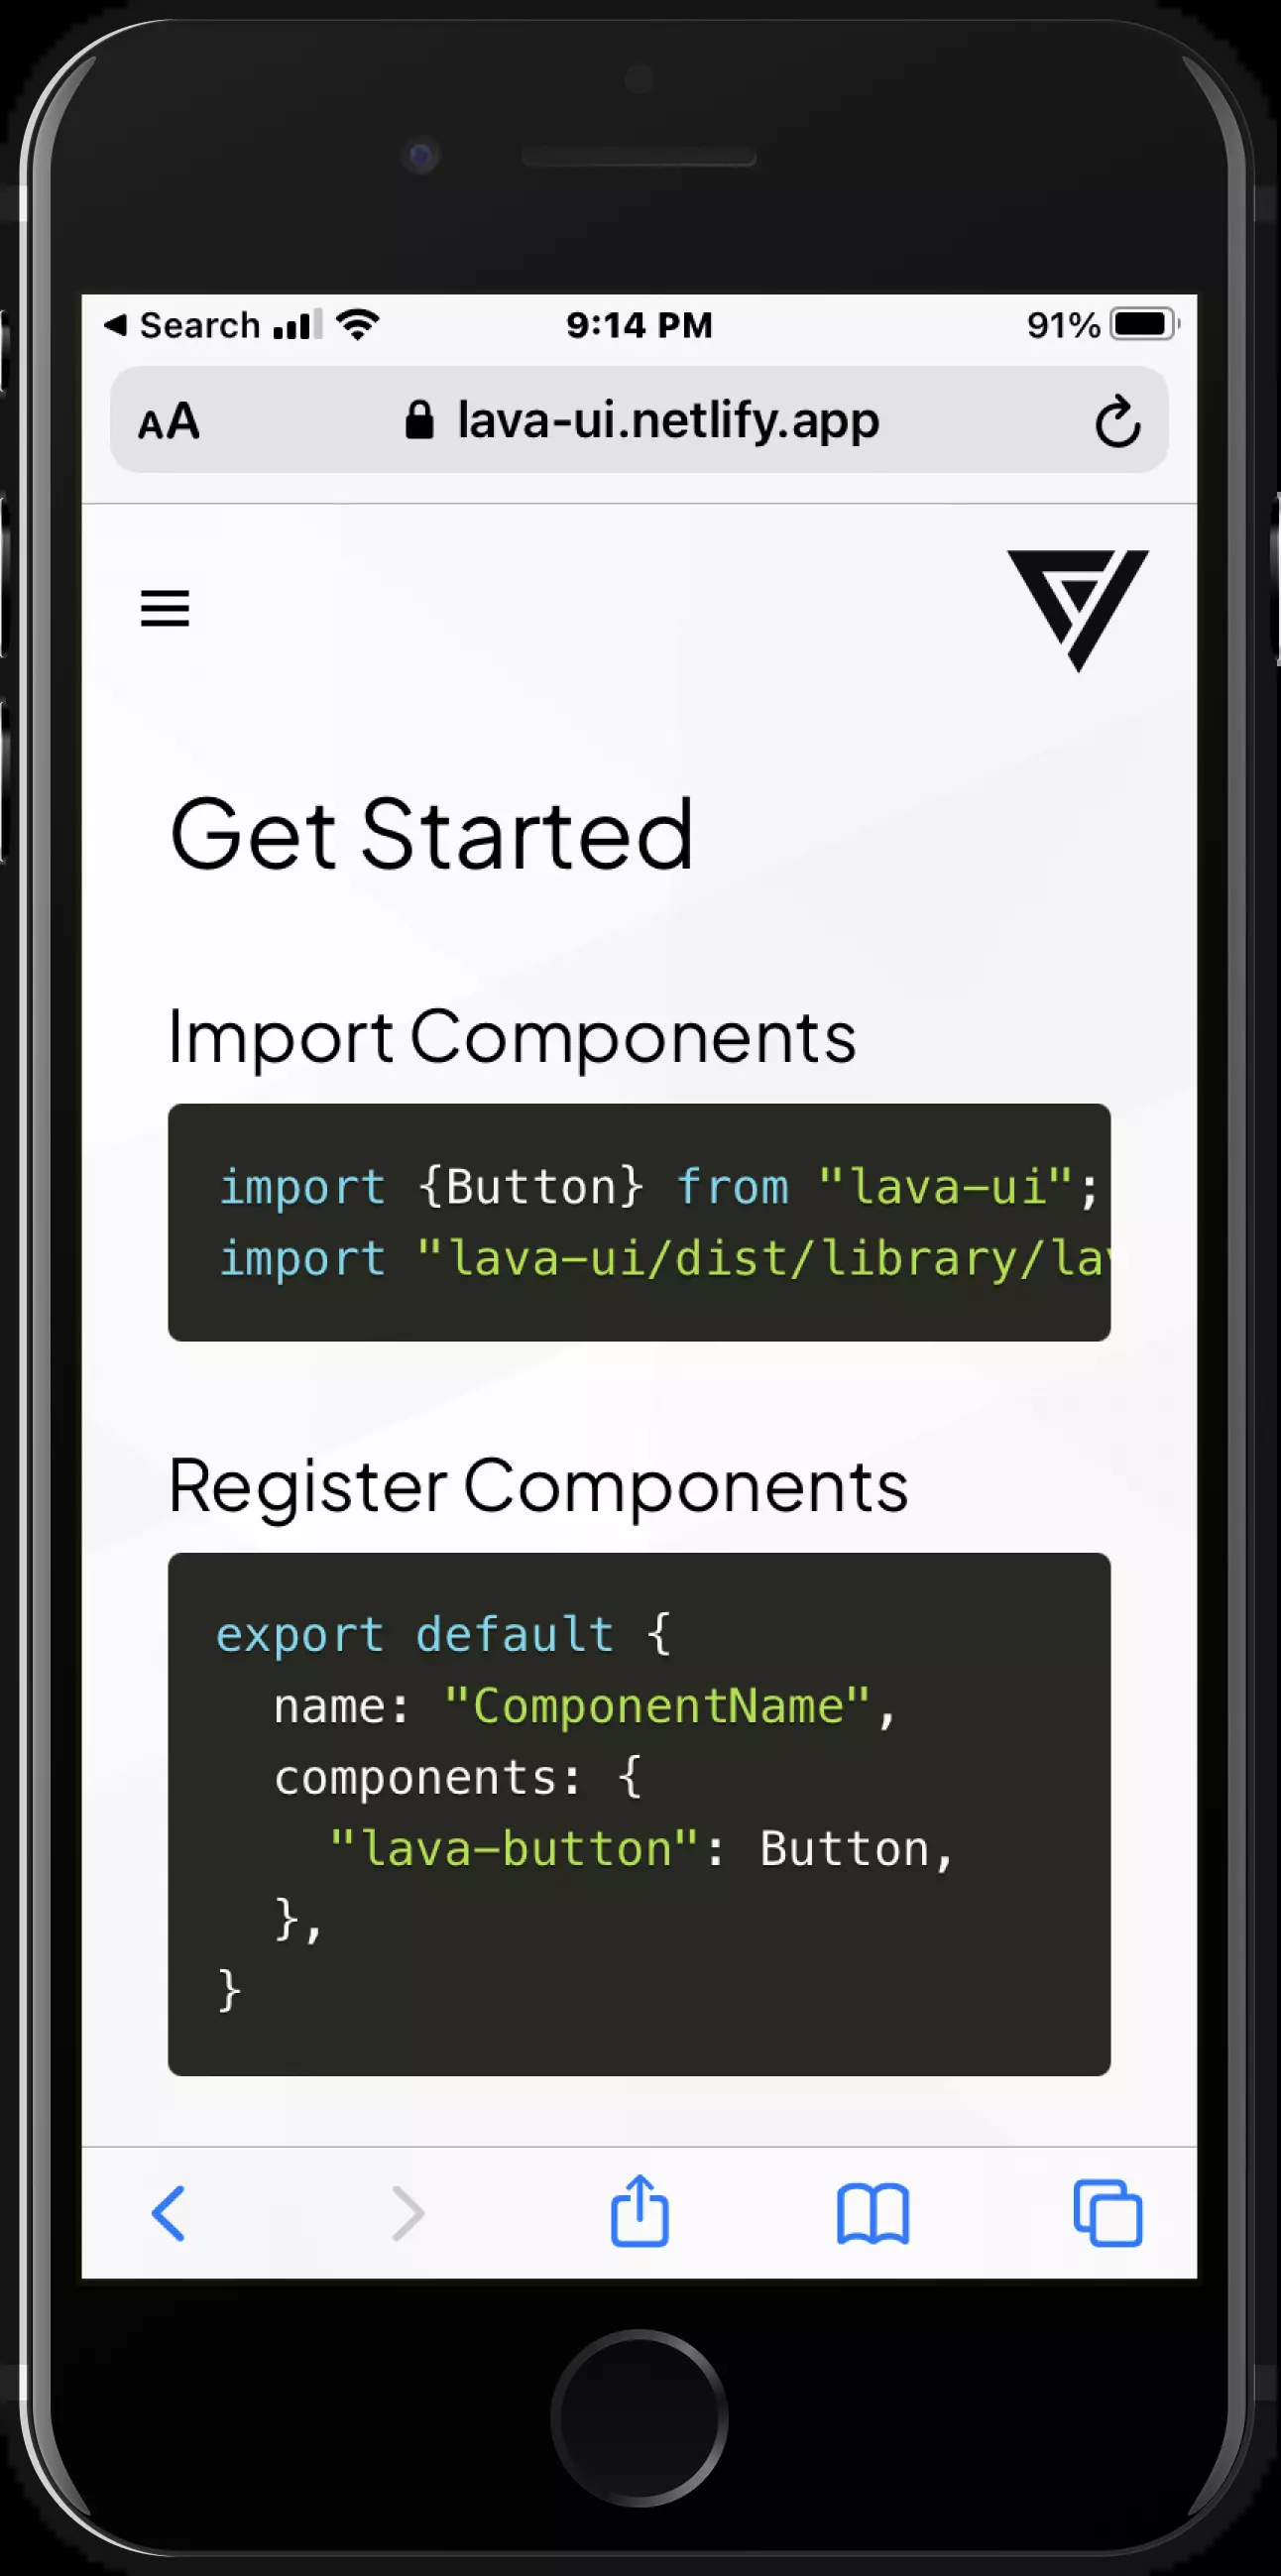 Search 9:14 PM 91%
AA lava-ui.netlify.app
Get Started
Import Components
import {Button} from "lava-ui";
import "lava-ui/dist/library/la
Register Components
export default {
name: "ComponentName",
components: {
"lava-button": Button,
},
}